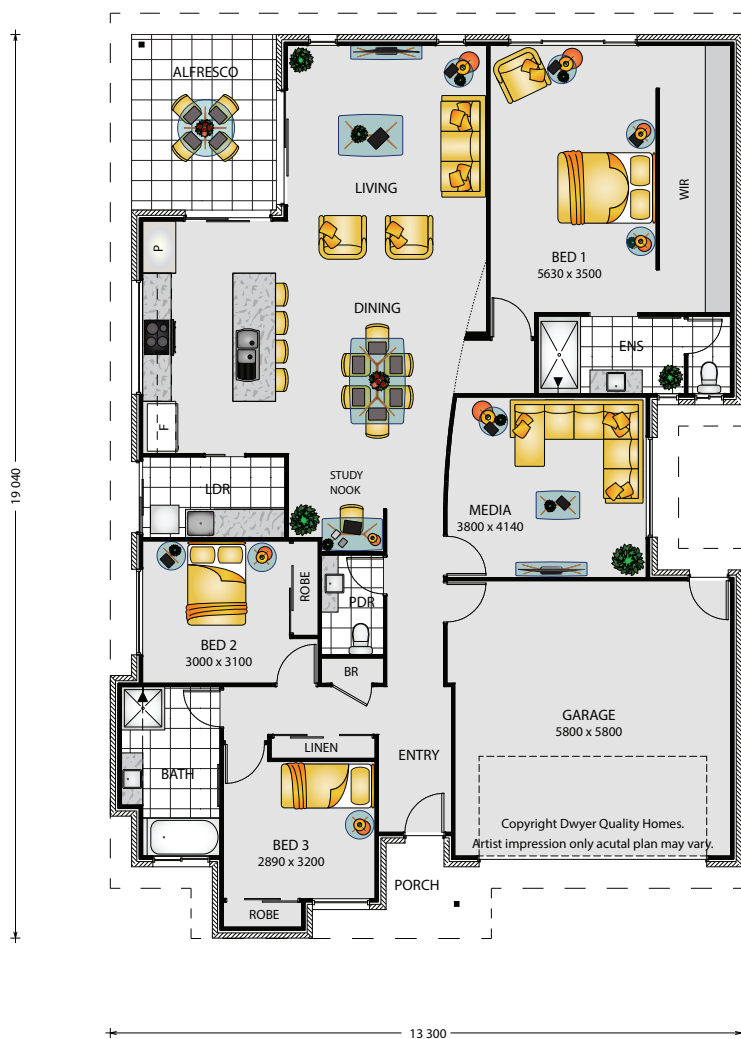 ALFRESCO
LIVING
WIR
P
BED 1
5630 x 3500
DINING
ENS
F
STUDY
NOOK
LDR
MEDIA
3800 x 4140
19 040
ROBE
PDR
BED 2
3000 x 3100
BR
GARAGE
5800 x 5800
LINEN
ENTRY
BATH
Copyright Dwyer Quality Homes.
Artist impression only acutal plan may vary.
BED 3
2890 x 3200
PORCH
ROBE
13 300